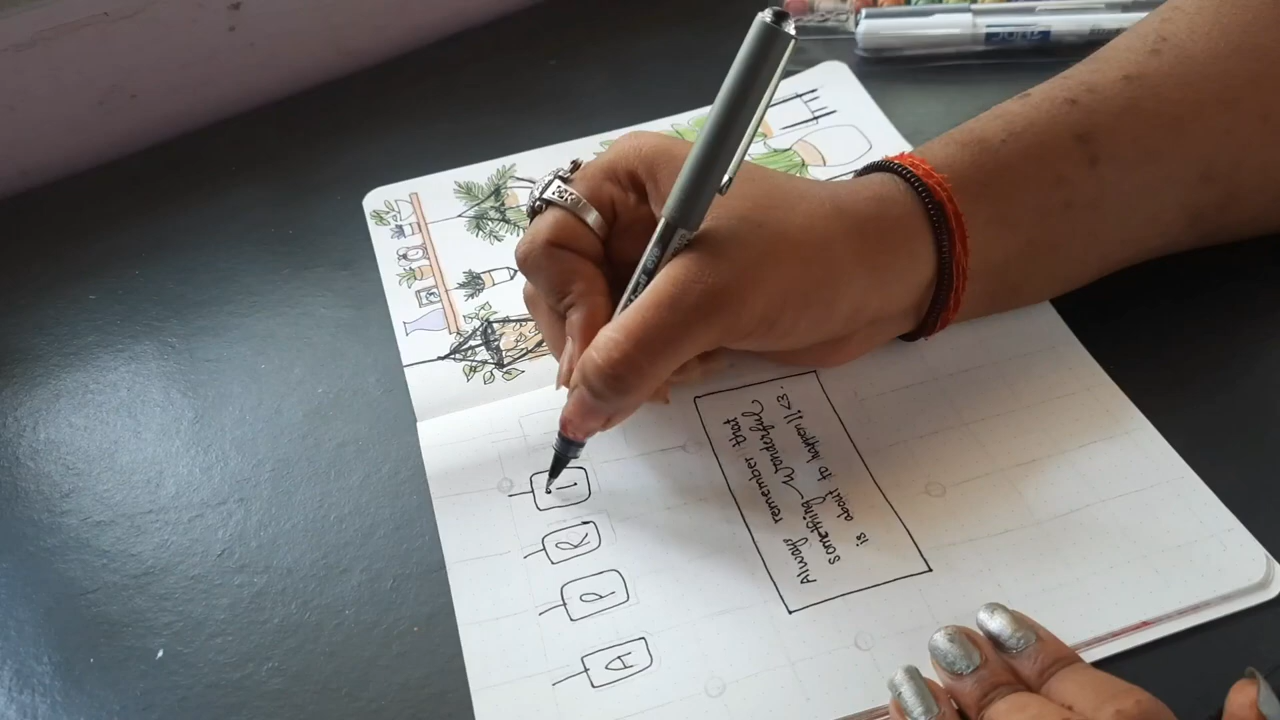 A P R I
Always remember that
something Wonderful
is about to happen!! <3.